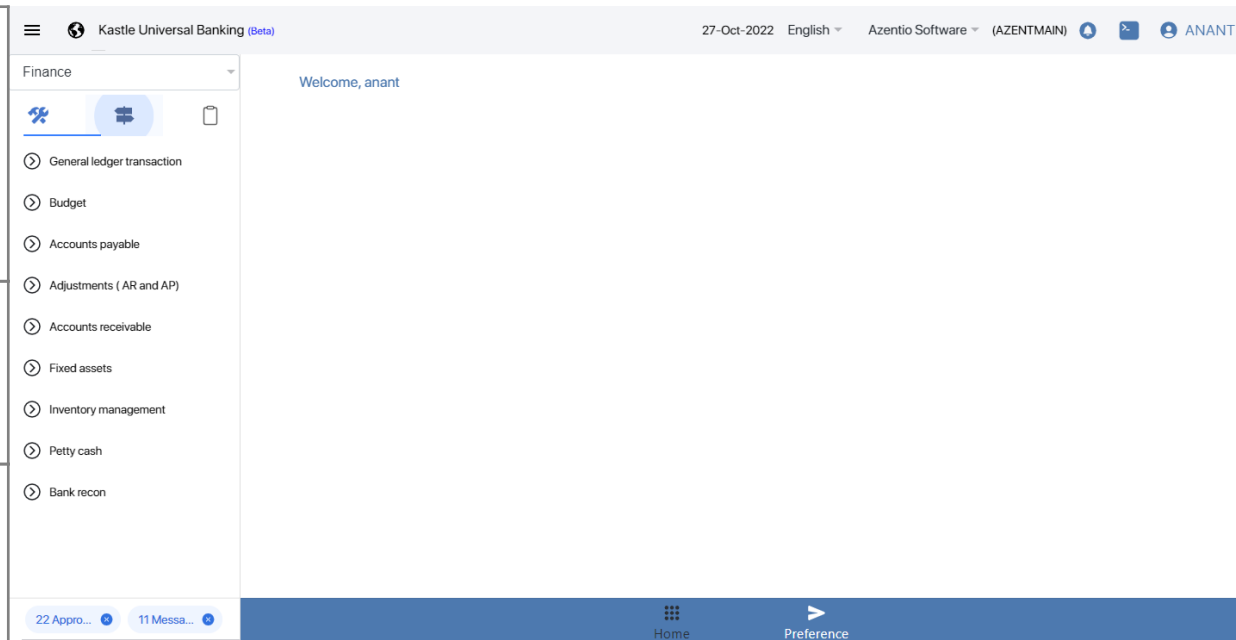 Kastle Universal Banking (Beta) 27-Oct-2022 English Azentio Software (AZENTMAIN) ANANT
Finance
Welcome, anant
General ledger transaction
Budget
Accounts payable
Adjustments ( AR and AP)
Accounts receivable
Fixed assets
Inventory management
Petty cash
Bank recon
22 Appro... 11 Messa...
Home Preference